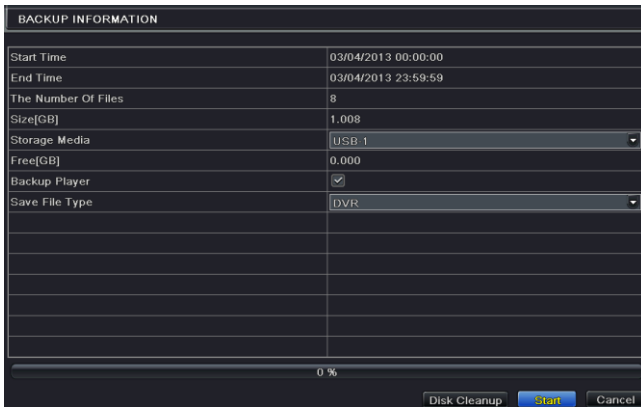 BACKUP INFORMATION
Start Time 03/04/2013 00:00:00
End Time 03/04/2013 23:59:59
The Number Of Files 8
Size[GB] 1.008
Storage Media USB-1
Free[GB] 0.000
Backup Player
Save File Type DVR
0 %
Disk Cleanup Start Cancel